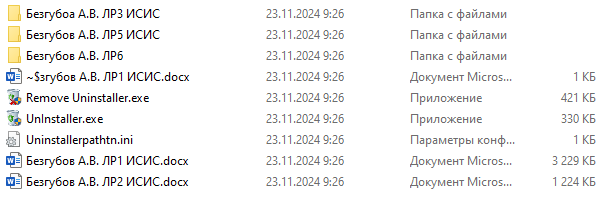 Безгубоа А.В. ЛР3 ИСИС 23.11.2024 9:26 Папка с файлами
Безгубов А.В. ЛР5 ИСИС 23.11.2024 9:26 Папка с файлами
Безгубов А.В. ЛР6 23.11.2024 9:26 Папка с файлами
~$згубов А.В. ЛР1 ИСИС.docx 23.11.2024 9:26 Документ Micros... 1 КБ
Remove Uninstaller.exe 23.11.2024 9:26 Приложение 421 КБ
UnInstaller.exe 23.11.2024 9:26 Приложение 330 КБ
Uninstallerpathtn.ini 23.11.2024 9:26 Параметры конф... 1 КБ
Безгубов А.В. ЛР1 ИСИС.docx 23.11.2024 9:26 Документ Micros... 3 229 КБ
Безгубов А.В. ЛР2 ИСИС.docx 23.11.2024 9:26 Документ Micros... 1 224 КБ